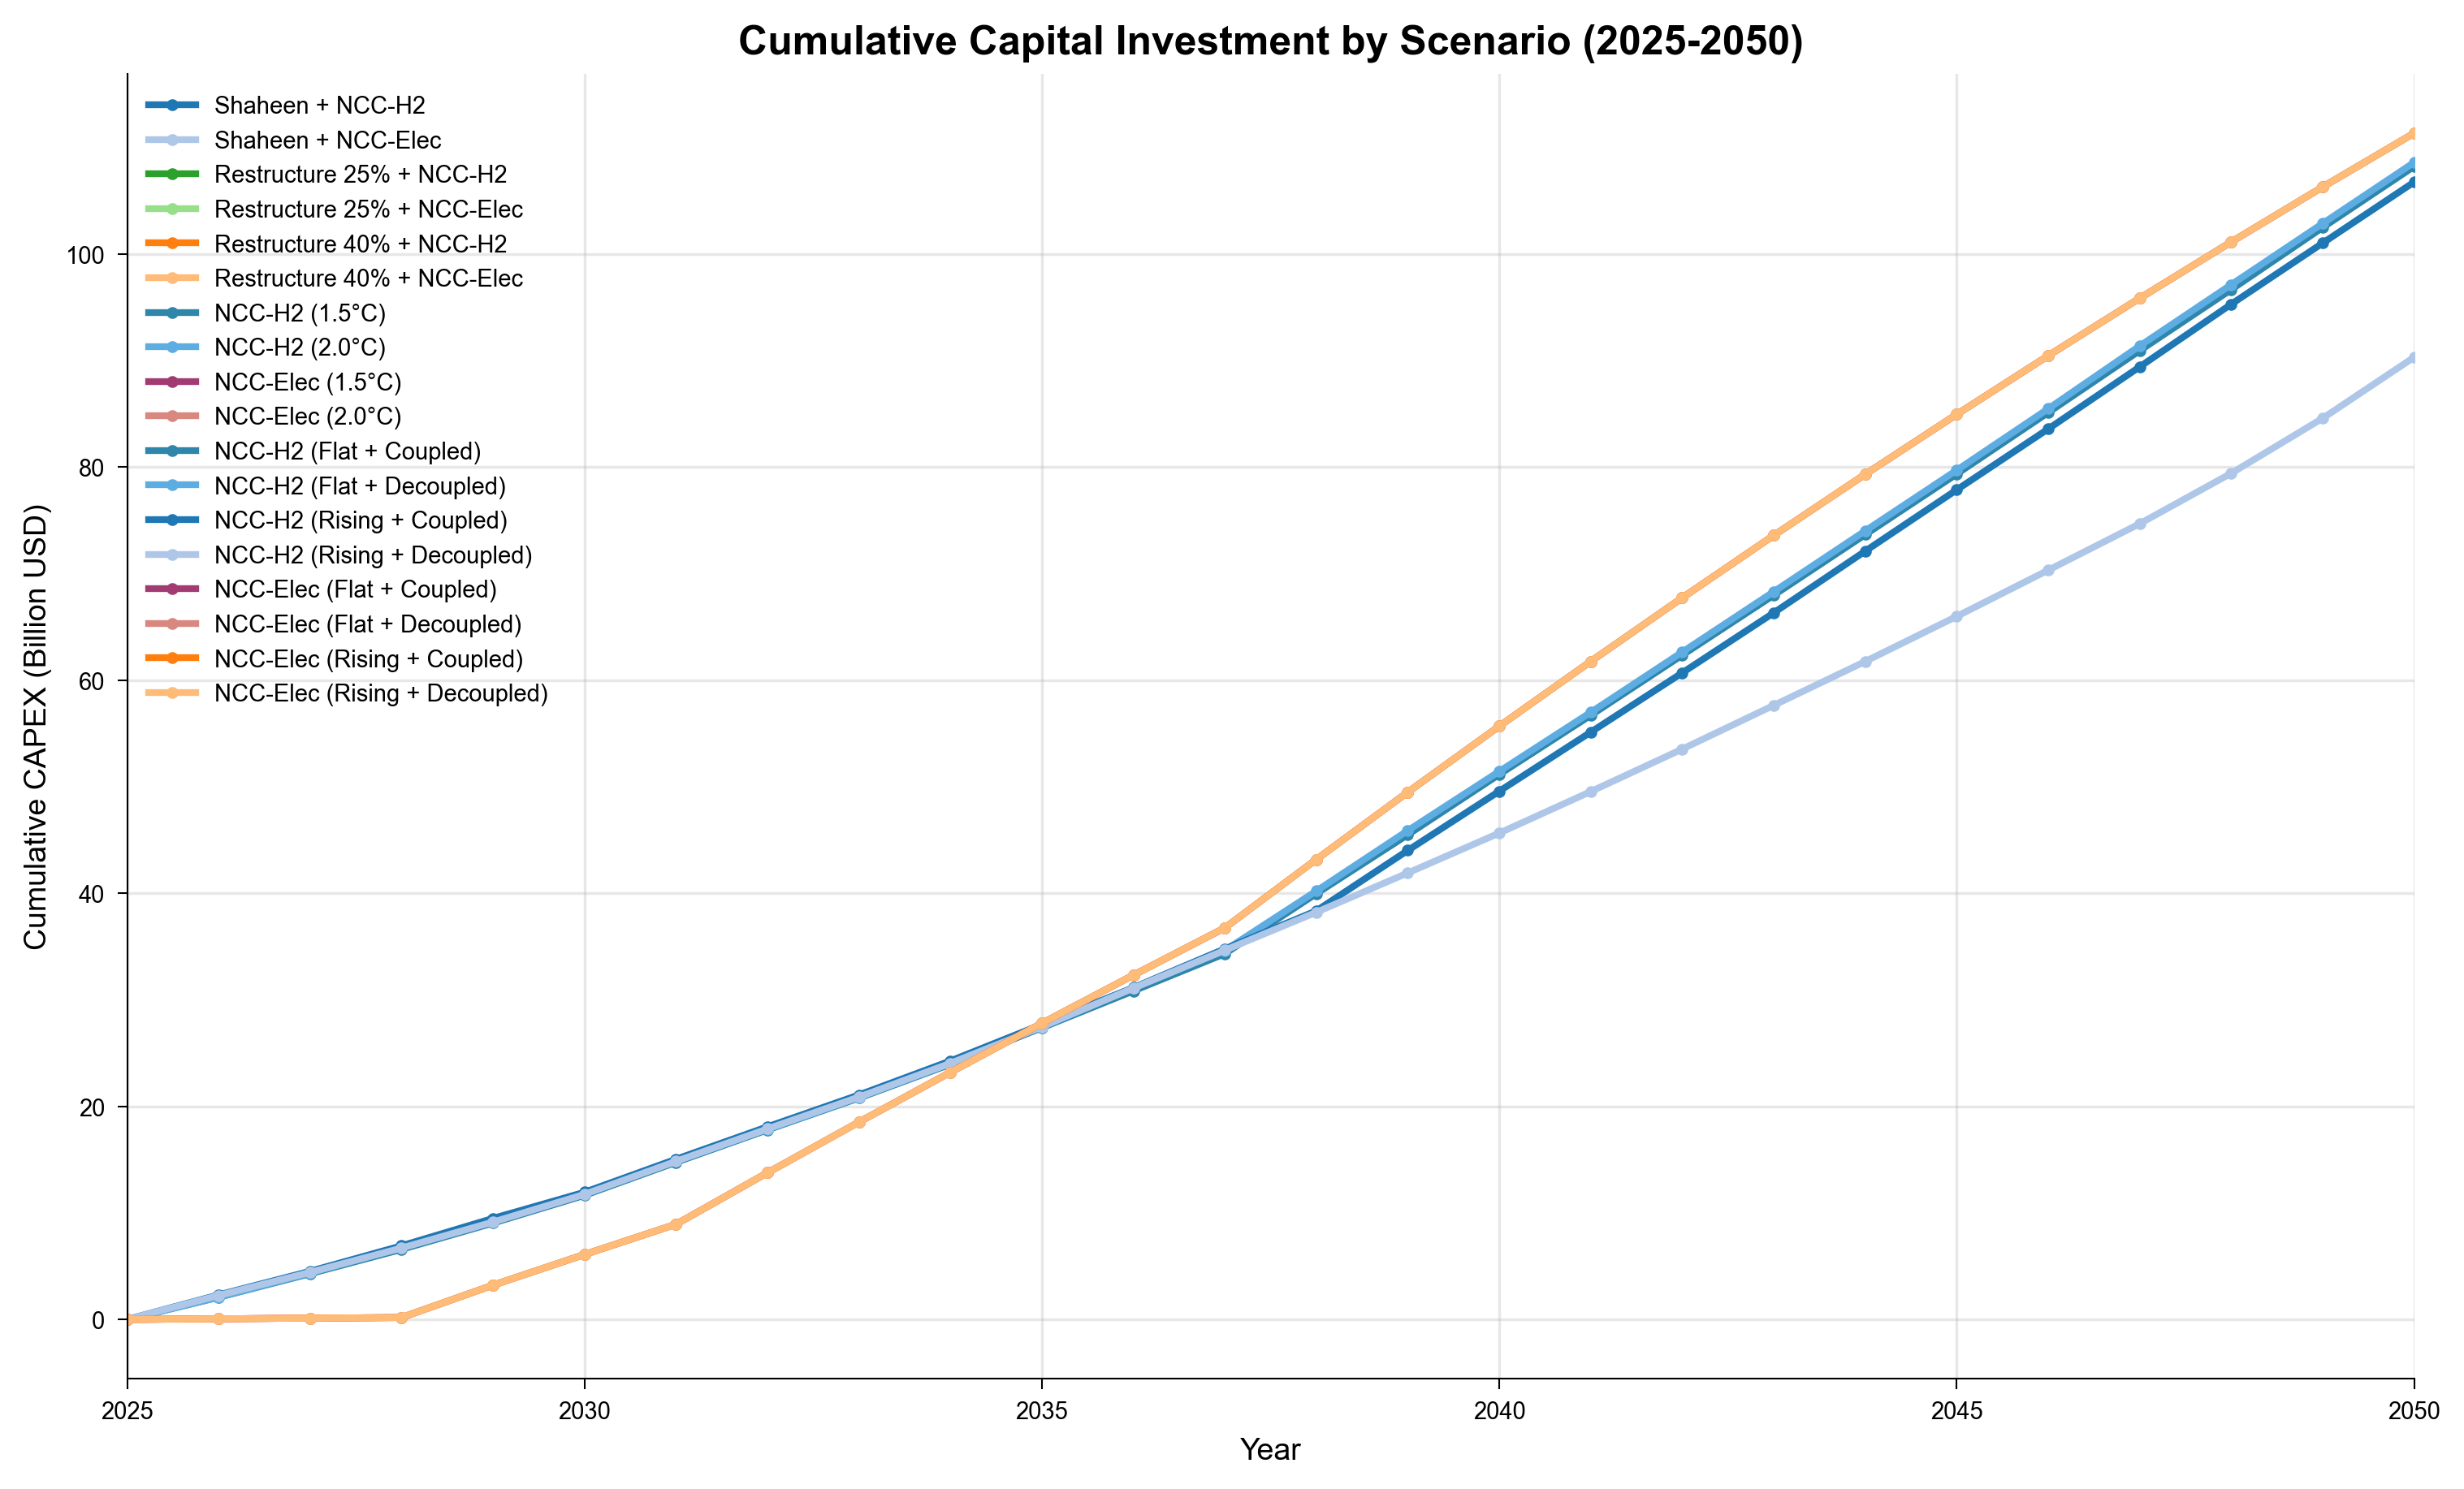 Cumulative Capital Investment by Scenario (2025-2050)
Shaheen + NCC-H2
Shaheen + NCC-Elec
Restructure 25% + NCC-H2
Restructure 25% + NCC-Elec
Restructure 40% + NCC-H2
Restructure 40% + NCC-Elec
NCC-H2 (1.5°C)
NCC-H2 (2.0°C)
NCC-Elec (1.5°C)
NCC-Elec (2.0°C)
NCC-H2 (Flat + Coupled)
NCC-H2 (Flat + Decoupled)
NCC-H2 (Rising + Coupled)
NCC-H2 (Rising + Decoupled)
NCC-Elec (Flat + Coupled)
NCC-Elec (Flat + Decoupled)
NCC-Elec (Rising + Coupled)
NCC-Elec (Rising + Decoupled)
Cumulative CAPEX (Billion USD)
100
80
60
40
20
0
2025
2030
2035
2040
2045
2050
Year